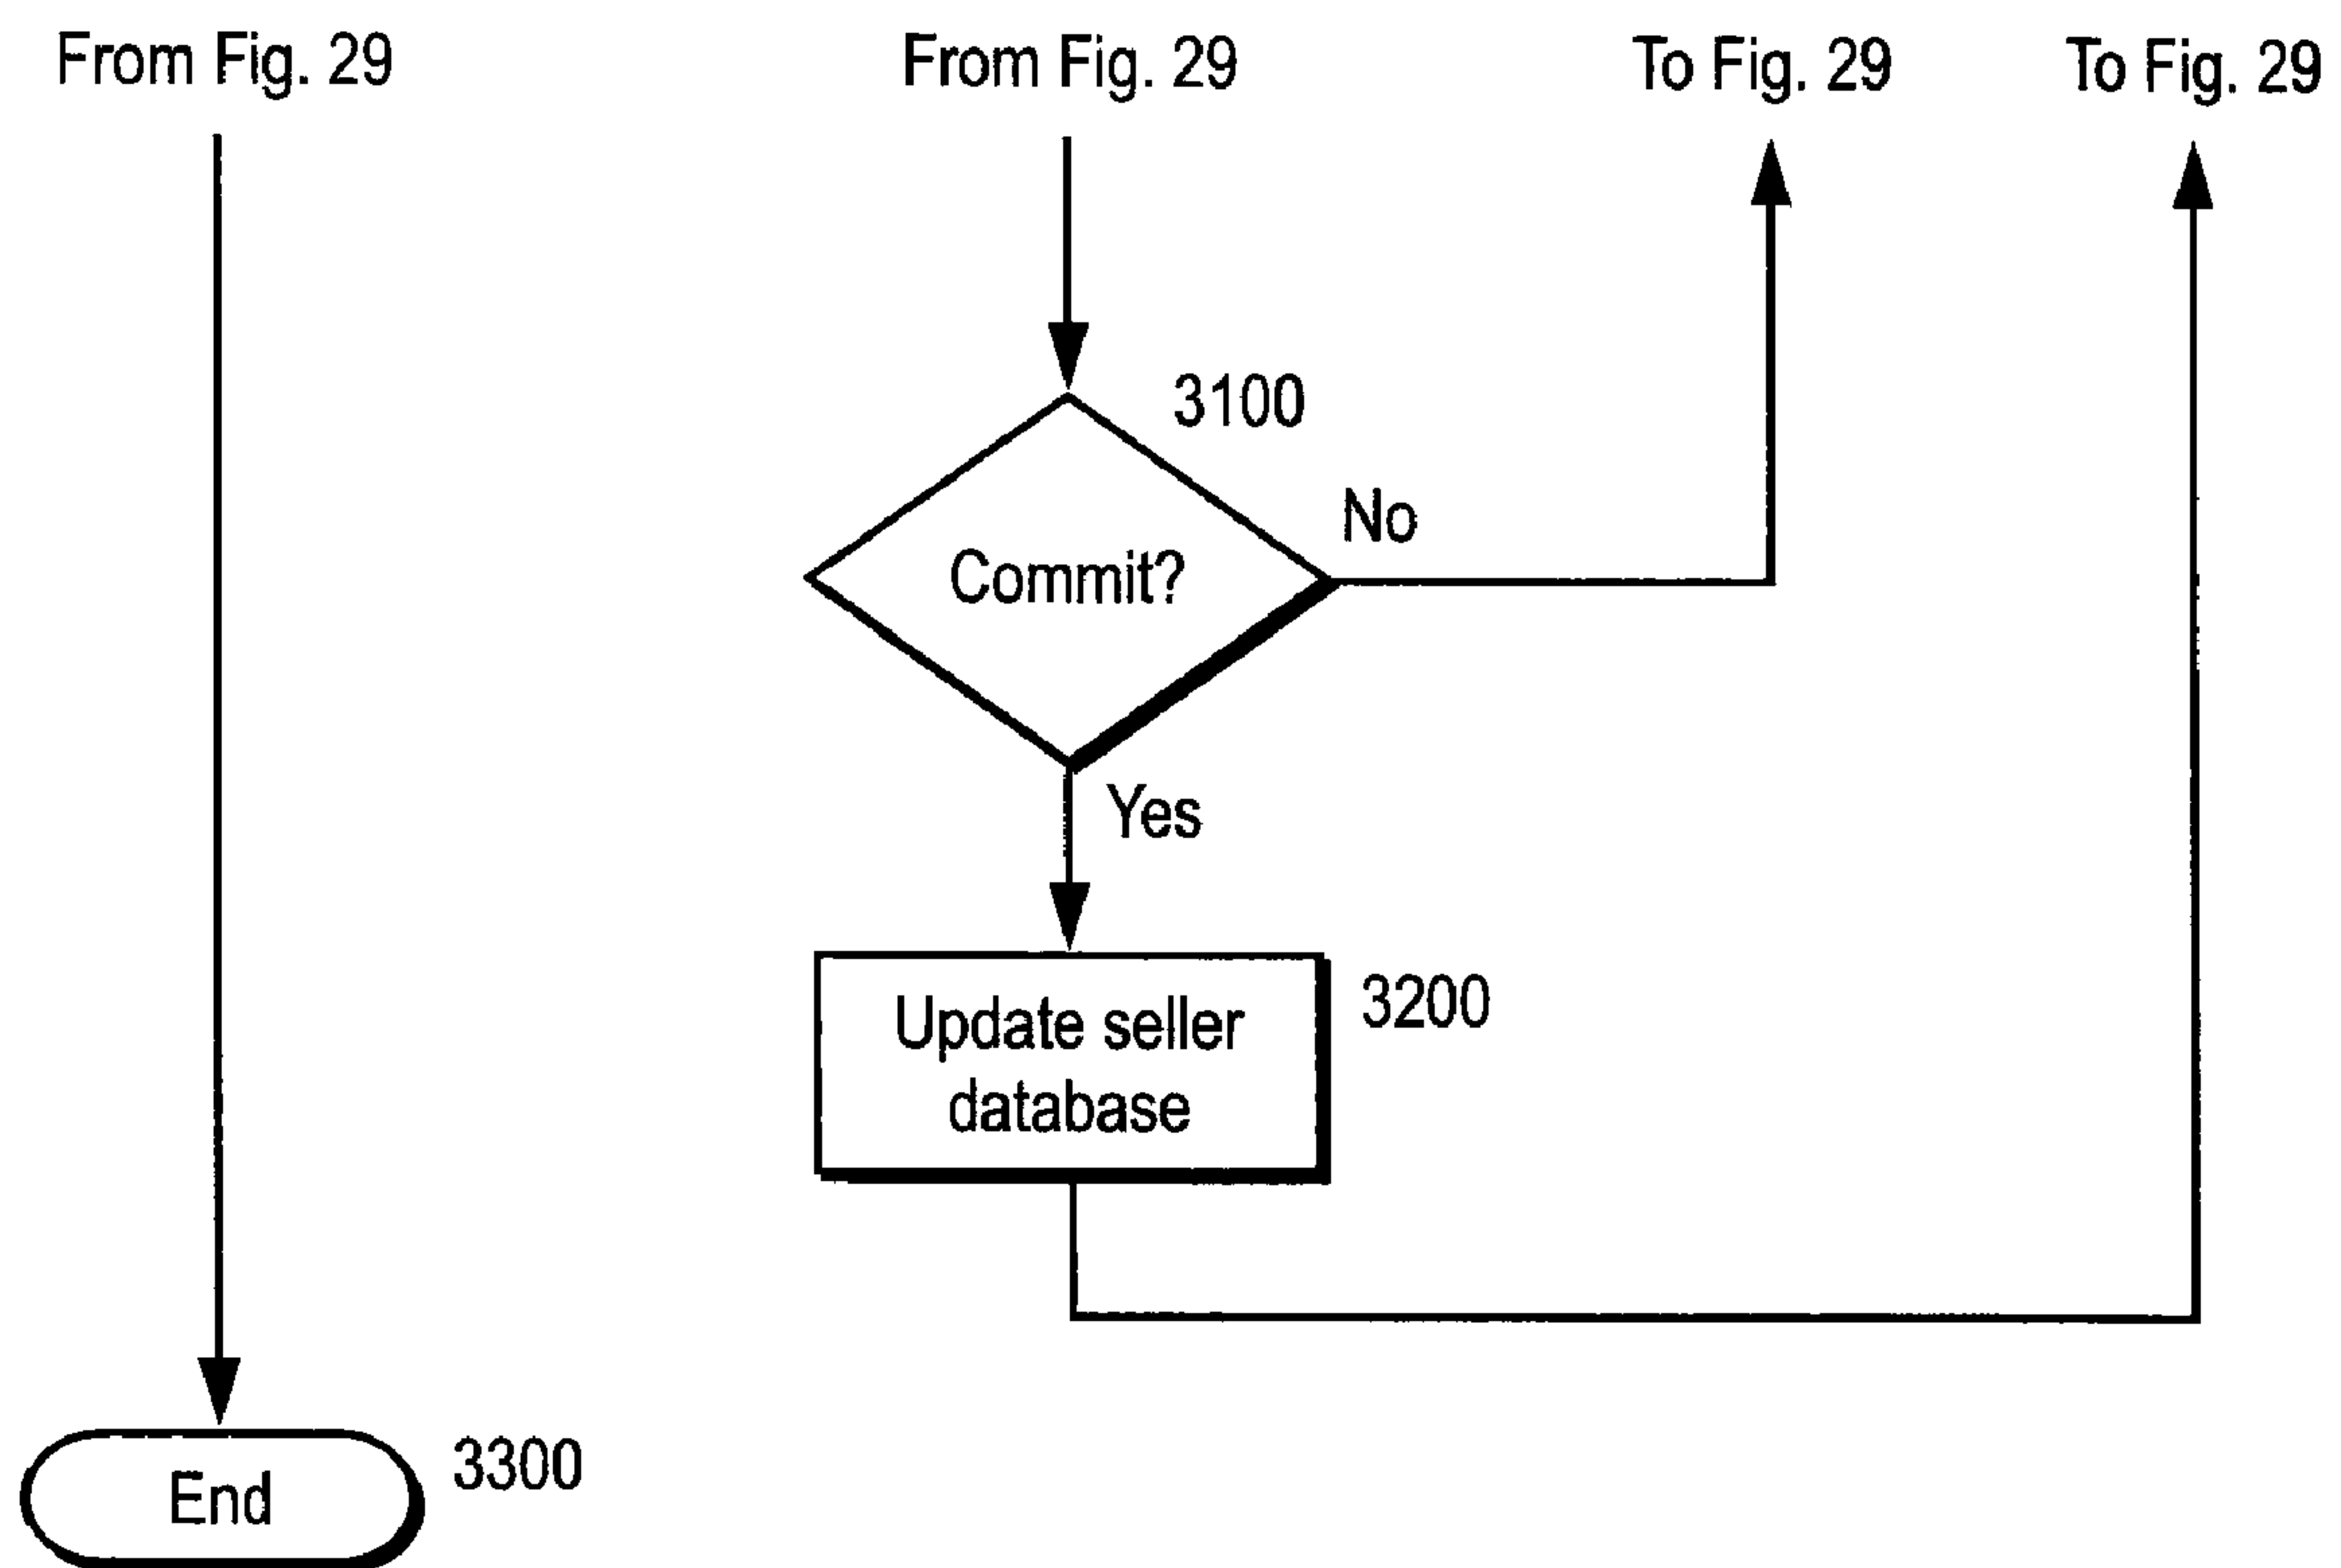 From Fig. 29
From Fig. 29
To Fig. 29
To Fig. 29
3100
No
Commit?
Yes
Update seller
database
3200
End
3300